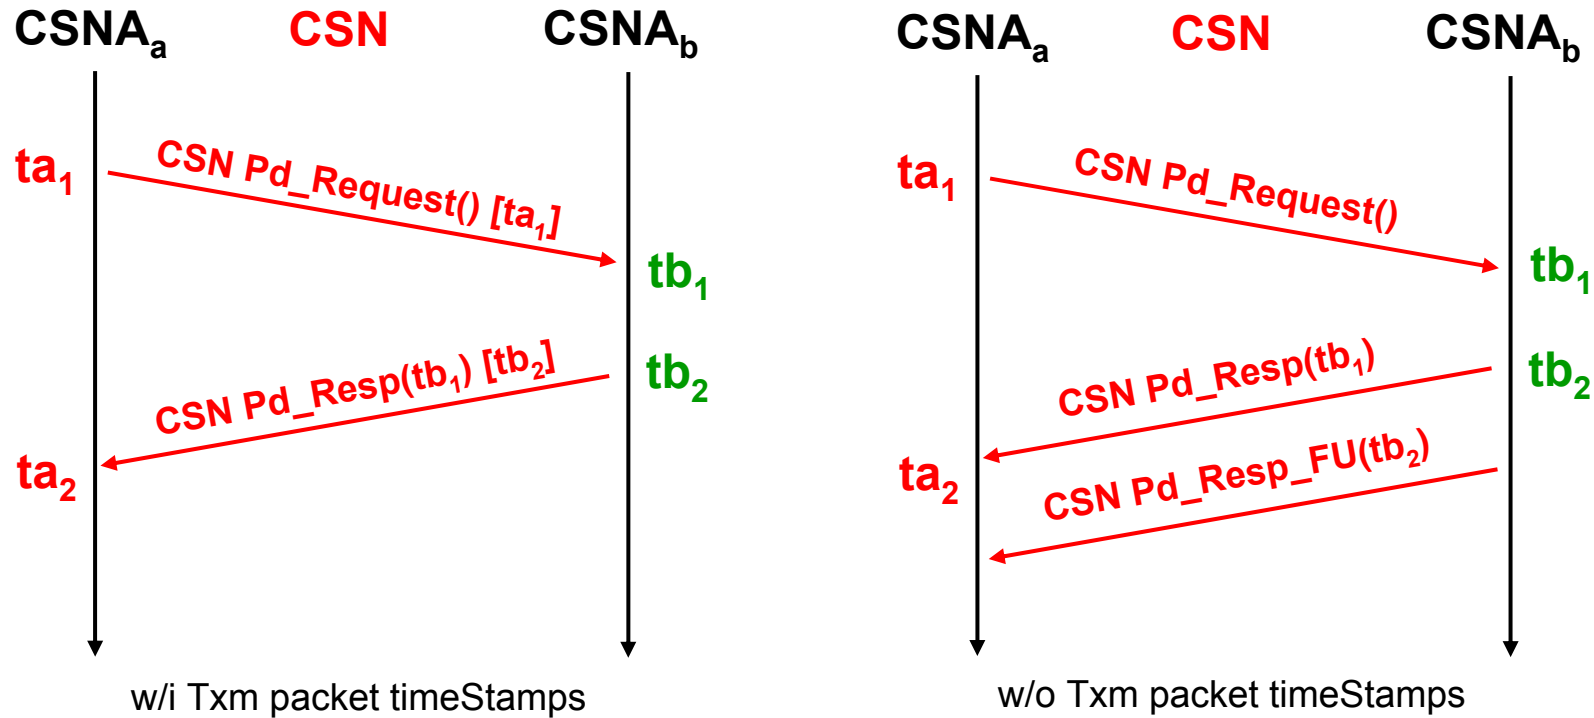 CSNAa CSN CSNAb
ta1
CSN Pd_Request() [ta1]
tb1
CSN Pd_Resp(tb1) [tb2]
tb2
ta2
w/i Txm packet timeStamps
CSNAa CSN CSNAb
ta1
CSN Pd_Request()
tb1
CSN Pd_Resp(tb1)
tb2
ta2
CSN Pd_Resp_FU(tb2)
w/o Txm packet timeStamps